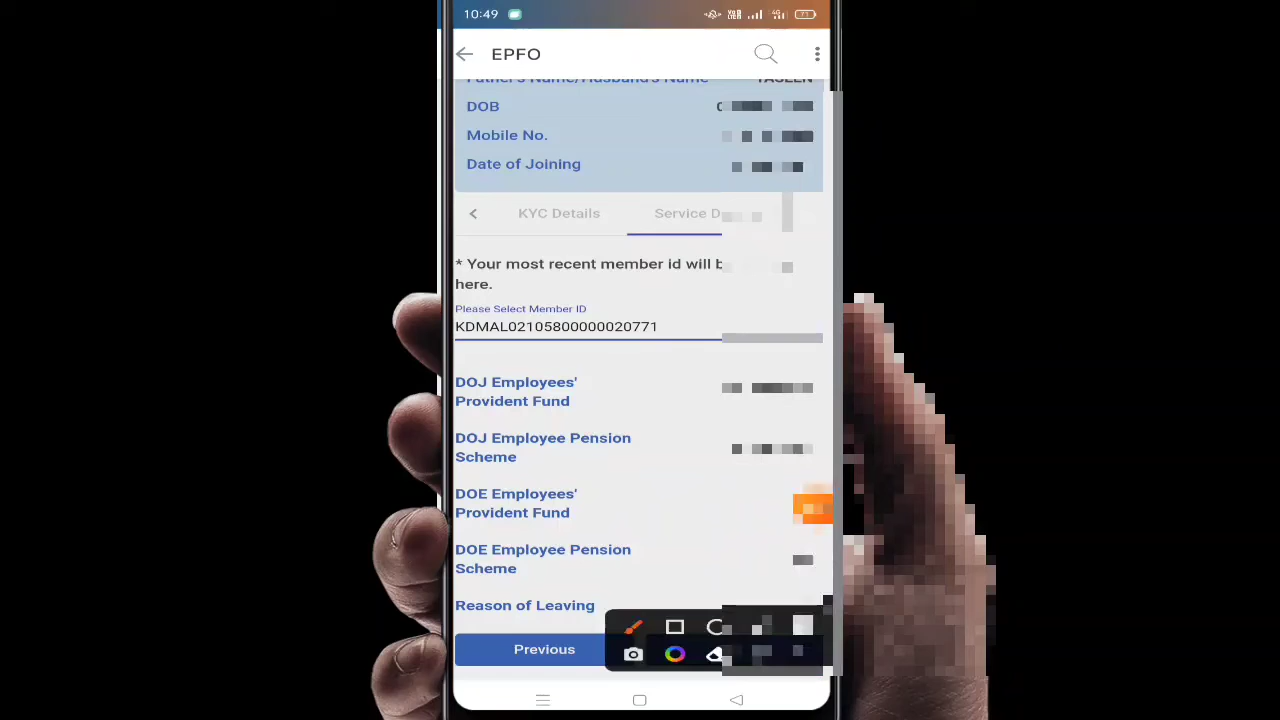 10:49
71
EPFO
Father's Name/Husband's Name
DOB
Mobile No.
Date of Joining
KYC Details
Service D
* Your most recent member id will b
here.
Please Select Member ID
KDMAL02105800000020771
DOJ Employees'
Provident Fund
DOJ Employee Pension
Scheme
DOE Employees'
Provident Fund
DOE Employee Pension
Scheme
Reason of Leaving
Previous